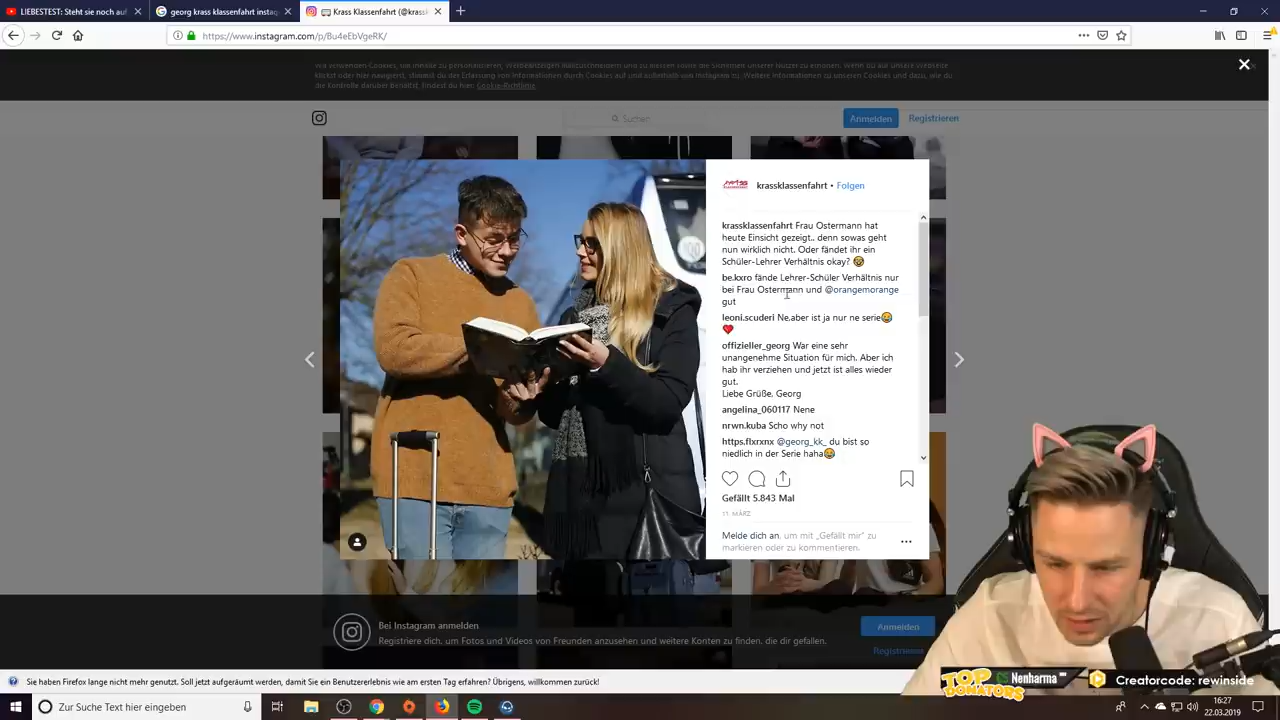 LIEBESTEST: Steht sie noch auf
georg krass klassenfahrt instag
Krass Klassenfahrt (@krass
https://www.instagram.com/p/Bu4eEbVgeRK/
Suchen
Anmelden
Registrieren
krassklassenfahrt • Folgen
krassklassenfahrt Frau Ostermann hat
heute Einsicht gezeigt.. denn sowas geht
nun wirklich nicht. Oder fändet ihr ein
Schüler-Lehrer Verhältnis okay?
be.kxro fände Lehrer-Schüler Verhältnis nur
bei Frau Ostermann und @orangemorange
gut
leoni.scuderi Ne,aber ist ja nur ne serie
offizieller_georg War eine sehr
unangenehme Situation für mich. Aber ich
hab ihr verziehen und jetzt ist alles wieder
gut.
Liebe Grüße, Georg
angelina_060117 Nene
nrwn.kuba Scho why not
https.flxrxnx @georg_kk_ du bist so
niedlich in der Serie haha
Gefällt 5.843 Mal
11. MÄRZ
Melde dich an, um mit „Gefällt mir" zu
markieren oder zu kommentieren.
Bei Instagram anmelden
Registriere dich, um Fotos und Videos von Freunden anzusehen und weitere Konten zu finden, die dir gefallen.
Anmelden
Registrieren
Sie haben Firefox lange nicht mehr genutzt. Soll jetzt aufgeräumt werden, damit Sie ein Benutzererlebnis wie am ersten Tag erfahren? Übrigens, willkommen zurück!
TOP DONATORS
Nenharma
Creatorcode: rewinside
Zur Suche Text hier eingeben
16:27
22.03.2019